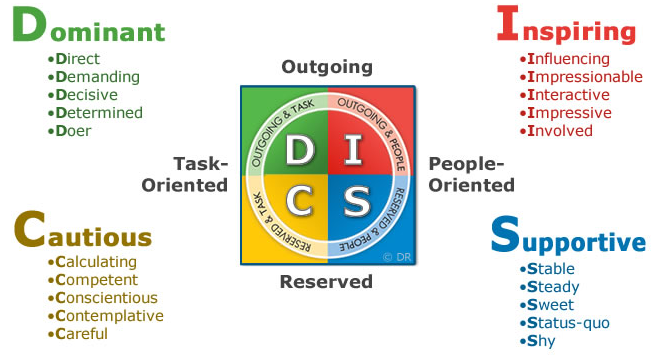 Dominant
•Direct
•Demanding
•Decisive
•Determined
•Doer
Inspiring
•Influencing
•Impressionable
•Interactive
•Impressive
•Involved
Outgoing
Task-
Oriented
People-
Oriented
Reserved
OUTGOING & TASK
OUTGOING & PEOPLE
RESERVED & TASK
RESERVED & PEOPLE
D I
C S
© DR
Cautious
•Calculating
•Competent
•Conscientious
•Contemplative
•Careful
Supportive
•Stable
•Steady
•Sweet
•Status-quo
•Shy